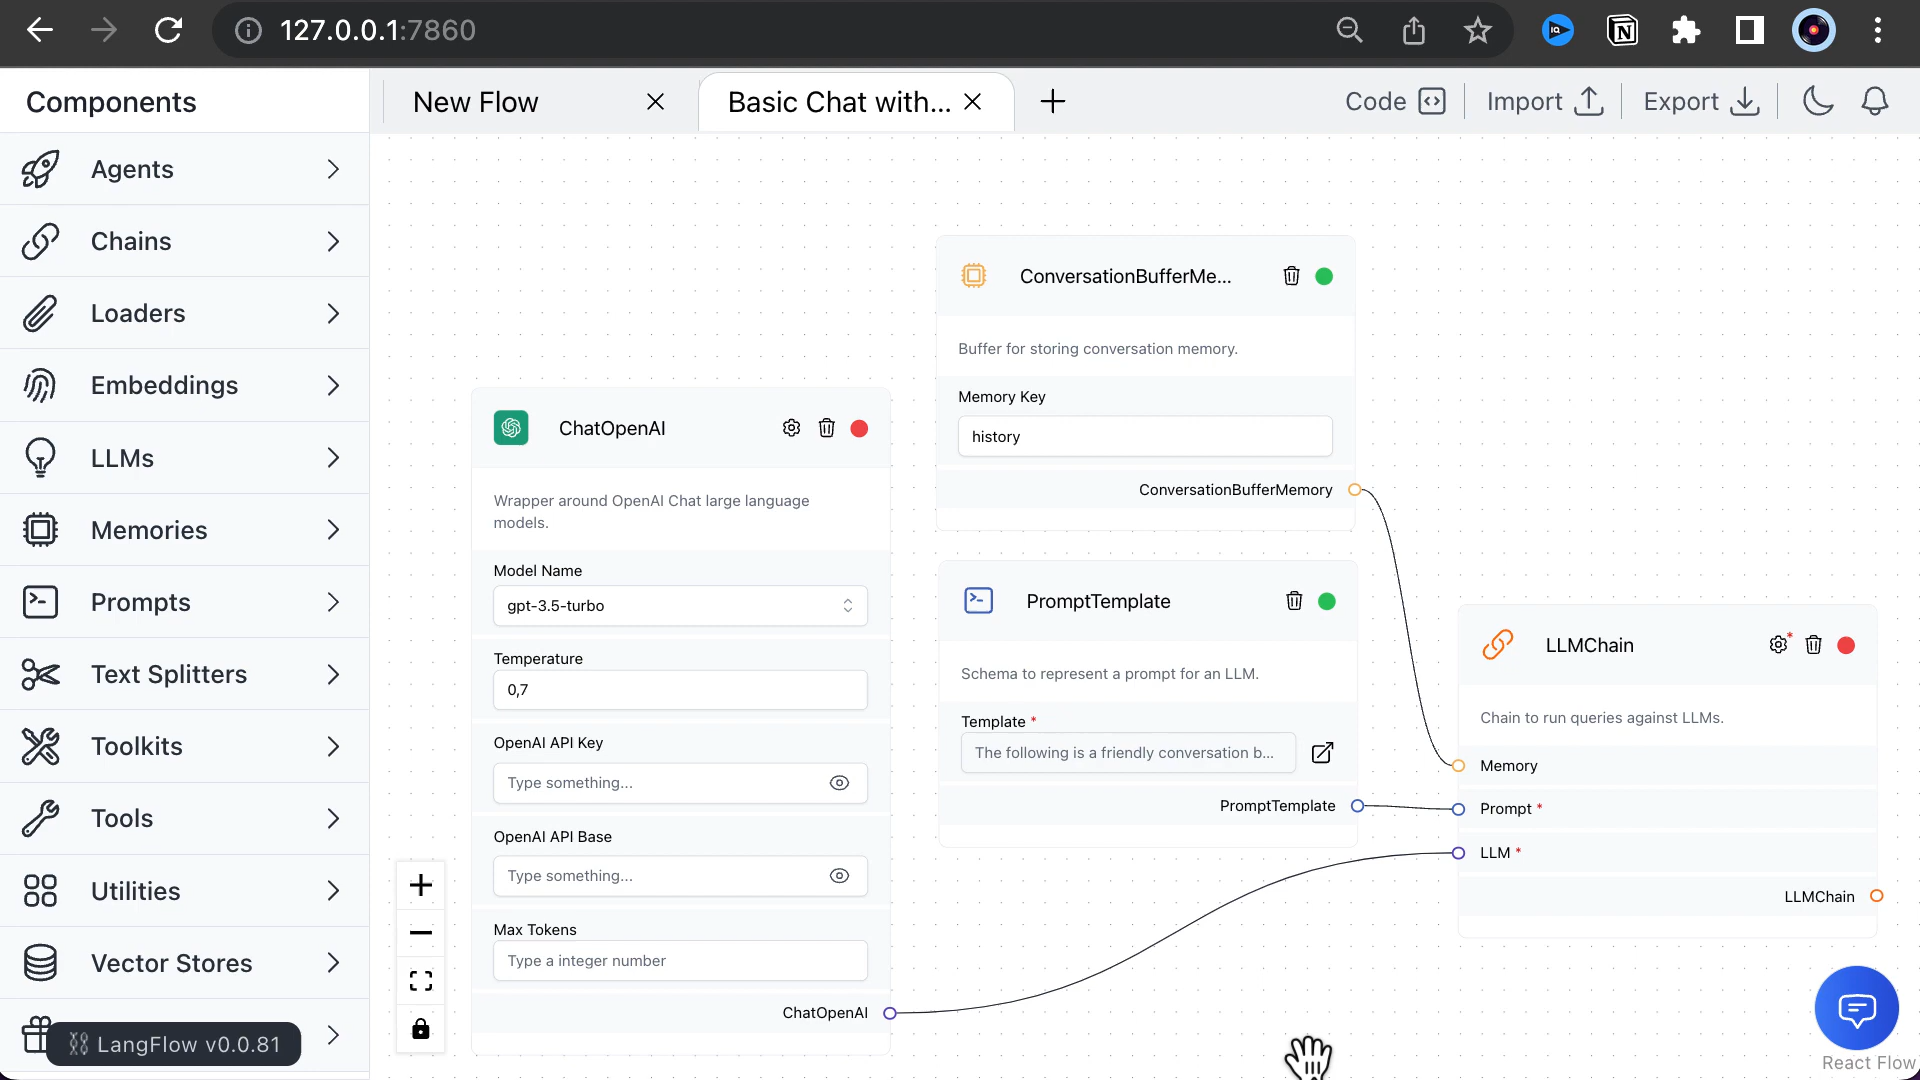 127.0.0.1:7860
Components
New Flow
Basic Chat with...
Code
Import
Export
Agents
Chains
Loaders
Embeddings
LLMs
Memories
Prompts
Text Splitters
Toolkits
Tools
Utilities
Vector Stores
LangFlow v0.0.81
ChatOpenAI
Wrapper around OpenAI Chat large language
models.
Model Name
gpt-3.5-turbo
Temperature
0,7
OpenAI API Key
Type something...
OpenAI API Base
Type something...
Max Tokens
Type a integer number
ChatOpenAI
ConversationBufferMe...
Buffer for storing conversation memory.
Memory Key
history
ConversationBufferMemory
PromptTemplate
Schema to represent a prompt for an LLM.
Template *
The following is a friendly conversation b...
PromptTemplate
LLMChain
Chain to run queries against LLMs.
Memory
Prompt *
LLM *
LLMChain
React Flow